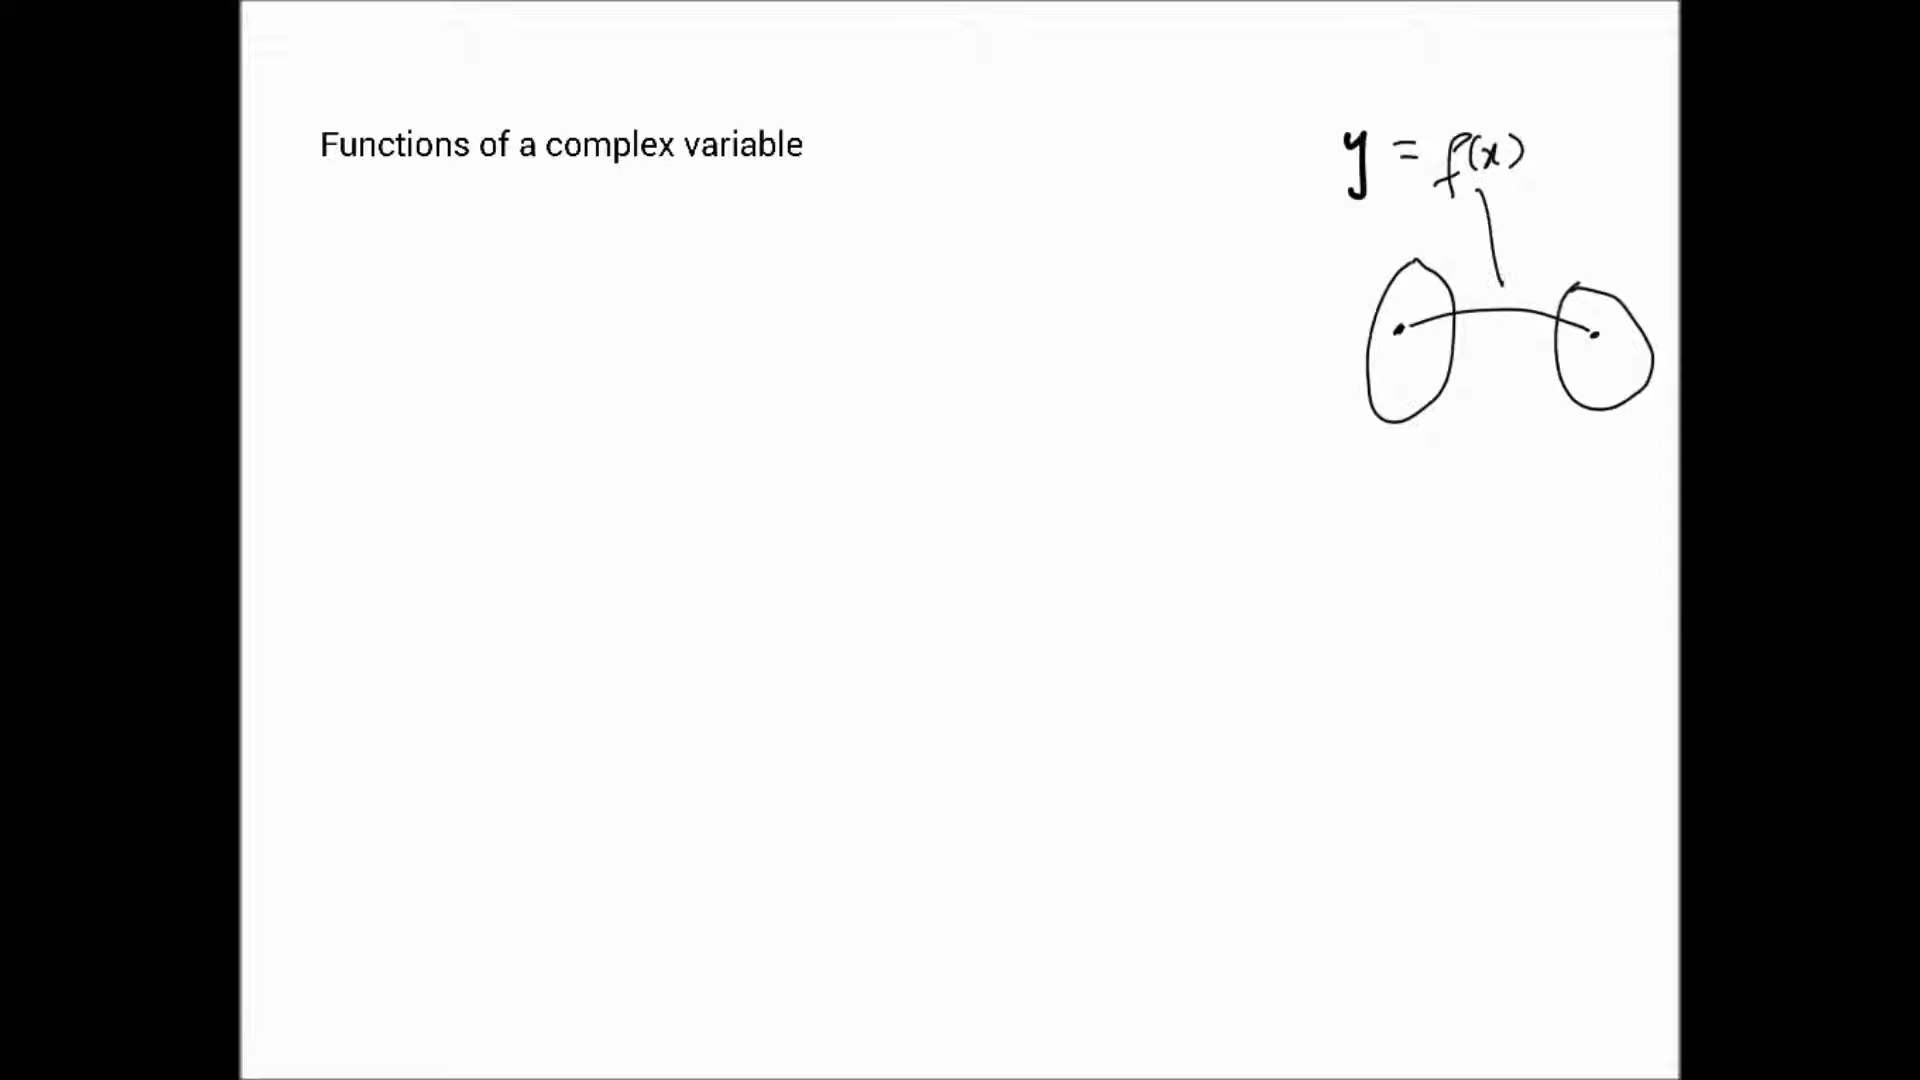 Functions of a complex variable
y = f(x)